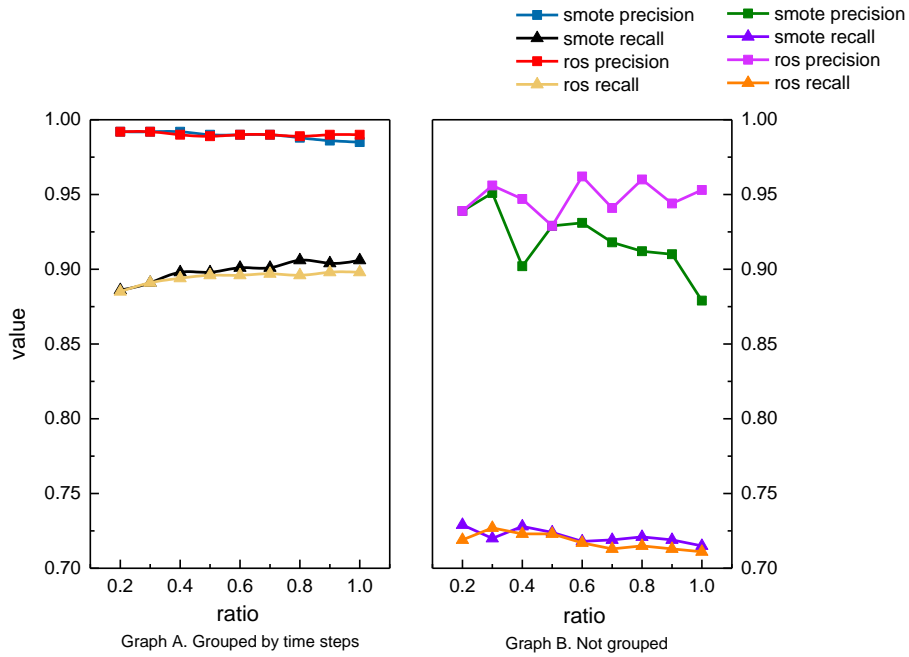 smote precision
smote recall
ros precision
ros recall
smote precision
smote recall
ros precision
ros recall
value
1.00
0.95
0.90
0.85
0.80
0.75
0.70
0.2 0.4 0.6 0.8 1.0
ratio
Graph A. Grouped by time steps
1.00
0.95
0.90
0.85
0.80
0.75
0.70
0.2 0.4 0.6 0.8 1.0
ratio
Graph B. Not grouped